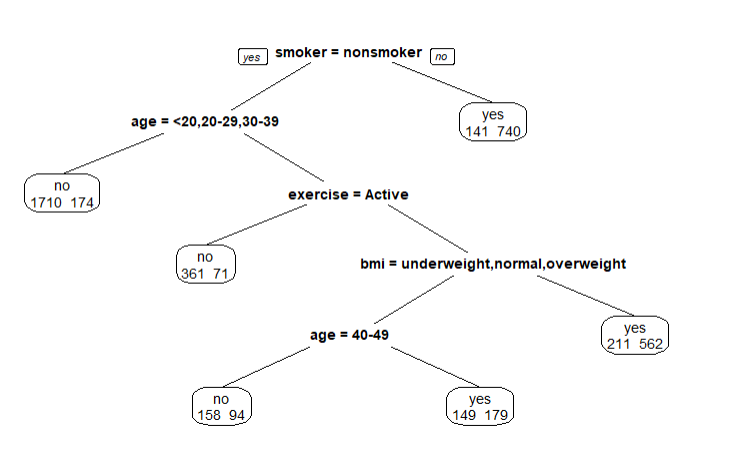 yes smoker = nonsmoker no
yes
141 740
age = <20,20-29,30-39
no
1710 174
exercise = Active
no
361 71
bmi = underweight,normal,overweight
yes
211 562
age = 40-49
no
158 94
yes
149 179